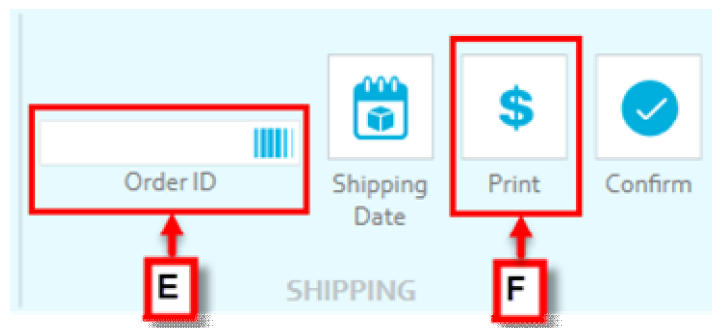 $
Order ID
Shipping
Date
Print
Confirm
E
SHIPPING
F